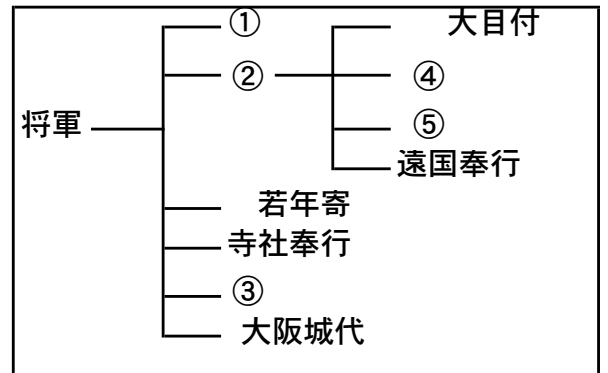 ① 大目付
② ④
将軍 ⑤
遠国奉行
若年寄
寺社奉行
③
大阪城代